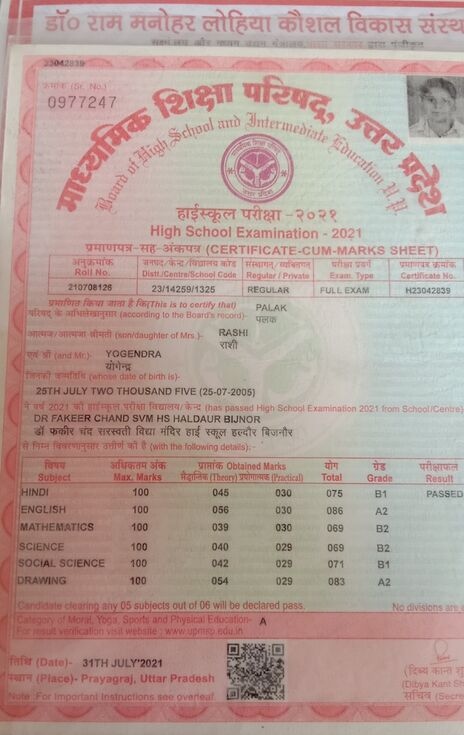 डॉ० राम मनोहर लोहिया कौशल विकास संस्थ
23042839
क्रमांक (Sr. No.)
0977247
माध्यमिक शिक्षा परिषद्, उत्तर प्रदेश
Board of High School and Intermediate Education U.P.
हाईस्कूल परीक्षा -२०२१
High School Examination - 2021
प्रमाणपत्र-सह-अंकपत्र (CERTIFICATE-CUM-MARKS SHEET)
अनुक्रमांक जनपद/केन्द्र/विद्यालय कोड संस्थागत/व्यक्तिगत परीक्षा प्रवर्ग प्रमाणपत्र क्रमांक
Roll No. Distt./Centre/School Code Regular / Private Exam. Type Certificate No.
210708126 23/14259/1325 REGULAR FULL EXAM H23042839
प्रमाणित किया जाता है कि(This is to certify that) PALAK
परिषद् के अभिलेखानुसार (according to the Board's record)- पलक
आत्मज/आत्मजा श्रीमती (son/daughter of Mrs.)- RASHI
राशी
एवं श्री (and Mr.)- YOGENDRA
योगेन्द्र
जिनकी जन्मतिथि (whose date of birth is)-
25TH JULY TWO THOUSAND FIVE (25-07-2005)
ने वर्ष 2021 की हाईस्कूल परीक्षा विद्यालय/केन्द्र (has passed High School Examination 2021 from School/Centre)
DR FAKEER CHAND SVM HS HALDAUR BIJNOR
डॉ फकीर चंद सरस्वती विद्या मंदिर हाई स्कूल हल्दौर बिजनौर
से निम्न विवरणानुसार उत्तीर्ण की है (with the following details):-
विषय अधिकतम अंक प्राप्तांक Obtained Marks योग ग्रेड परीक्षाफल
Subject Max. Marks सैद्धान्तिक (Theory) प्रयोगात्मक (Practical) Total Grade Result
HINDI 100 045 030 075 B1 PASSED
ENGLISH 100 056 030 086 A2
MATHEMATICS 100 039 030 069 B2
SCIENCE 100 040 029 069 B2
SOCIAL SCIENCE 100 042 029 071 B1
DRAWING 100 054 029 083 A2
Candidate clearing any 05 subjects out of 06 will be declared pass. No divisions are
Category of Moral, Yoga, Sports and Physical Education- A
For result verification visit website : www.upmsp.edu.in
तिथि (Date)- 31TH JULY'2021
स्थान (Place)- Prayagraj, Uttar Pradesh
Note :For Important Instructions see overleaf
(दिव्य कान्त शु
(Dibya Kant Sh
सचिव (Secre